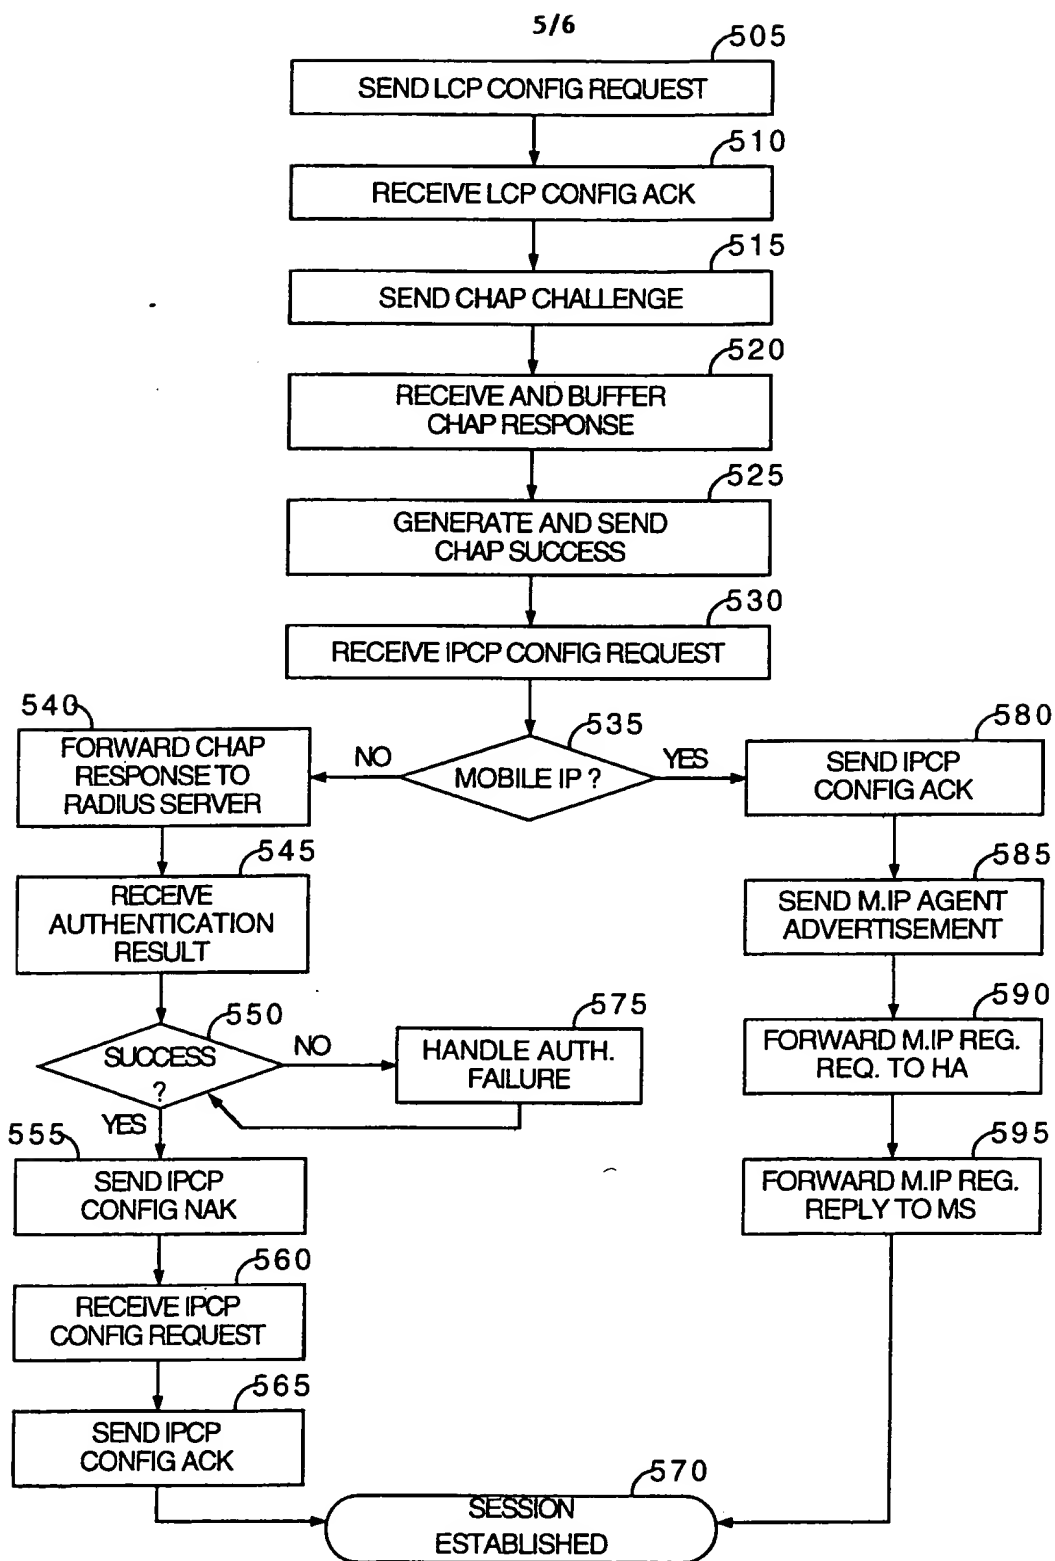 5/6
505
SEND LCP CONFIG REQUEST
510
RECEIVE LCP CONFIG ACK
515
SEND CHAP CHALLENGE
520
RECEIVE AND BUFFER
CHAP RESPONSE
525
GENERATE AND SEND
CHAP SUCCESS
530
RECEIVE IPCP CONFIG REQUEST
535
MOBILE IP ?
NO
YES
540
FORWARD CHAP
RESPONSE TO
RADIUS SERVER
545
RECEIVE
AUTHENTICATION
RESULT
550
SUCCESS
?
NO
YES
575
HANDLE AUTH.
FAILURE
555
SEND IPCP
CONFIG NAK
560
RECEIVE IPCP
CONFIG REQUEST
565
SEND IPCP
CONFIG ACK
580
SEND IPCP
CONFIG ACK
585
SEND M.IP AGENT
ADVERTISEMENT
590
FORWARD M.IP REG.
REQ. TO HA
595
FORWARD M.IP REG.
REPLY TO MS
570
SESSION
ESTABLISHED